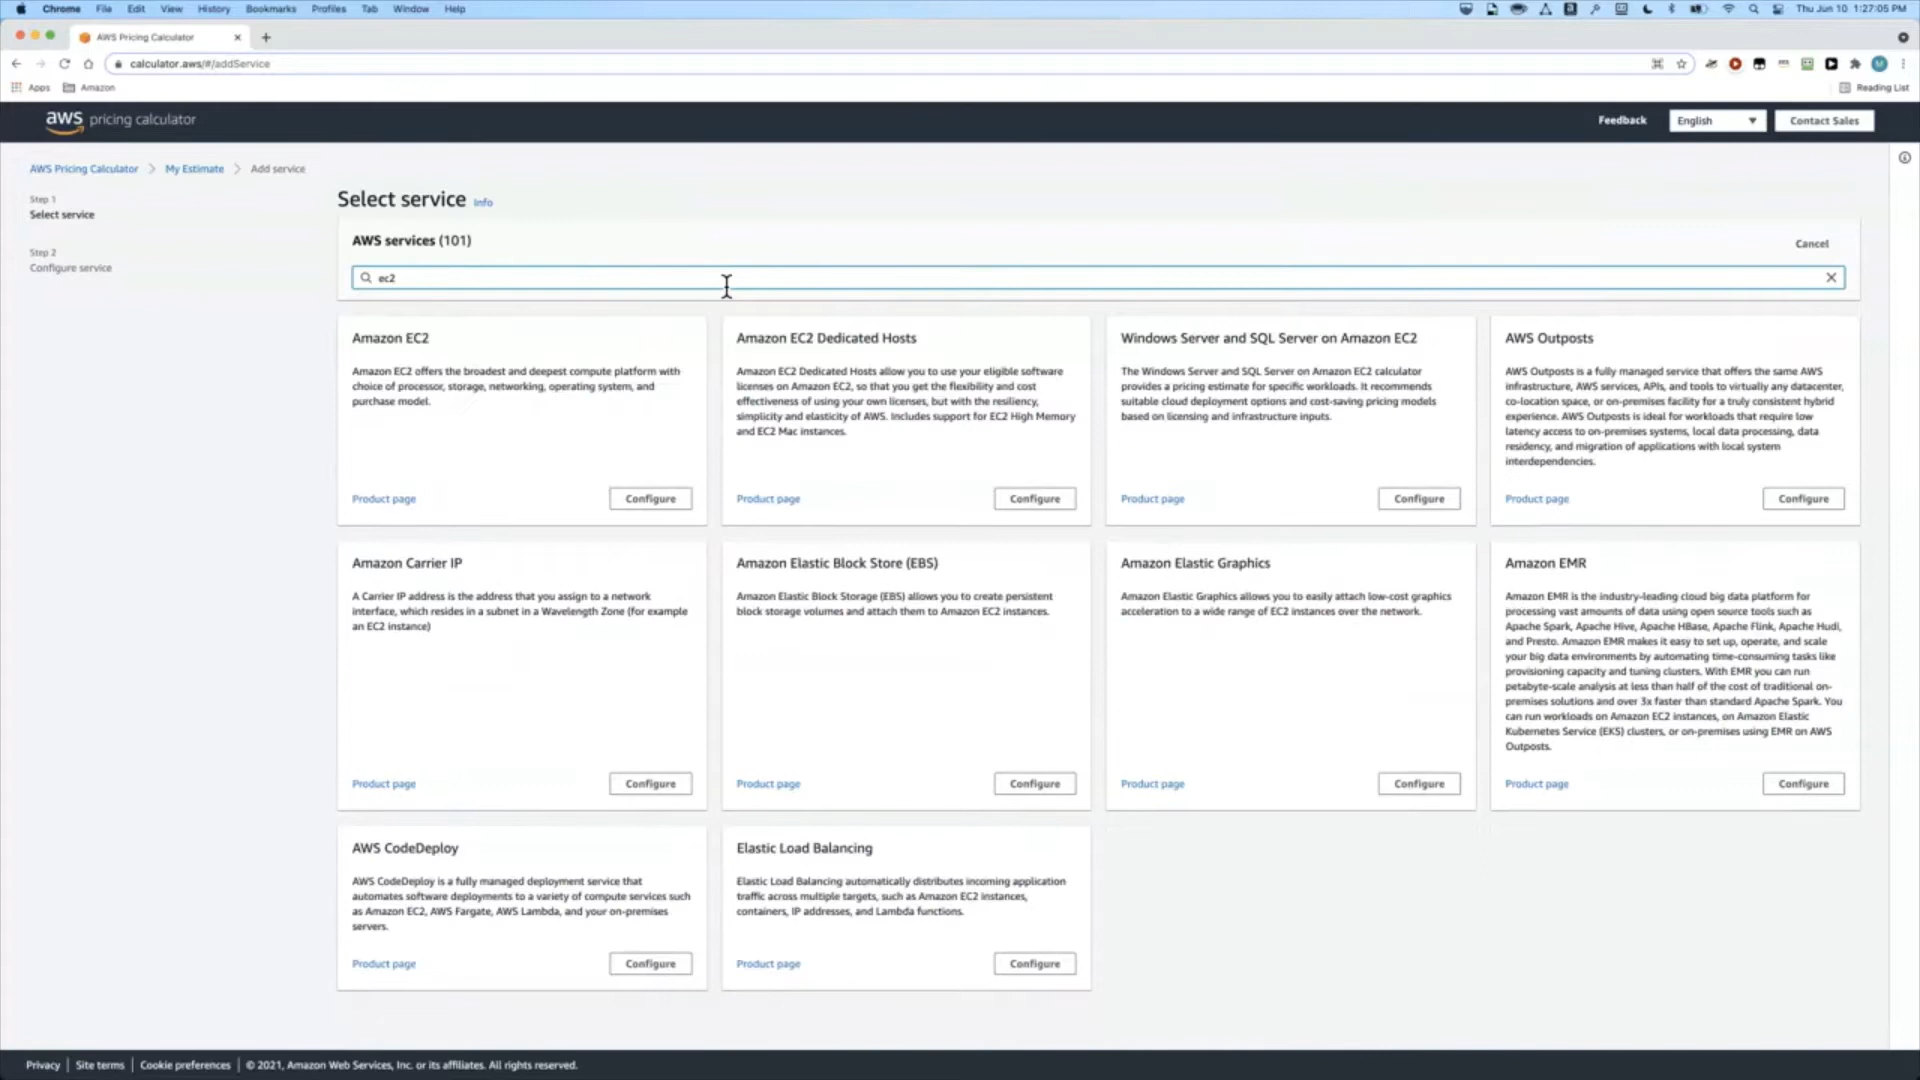 Chrome File Edit View History Bookmarks Profiles Tab Window Help
Thu Jun 10 1:27:05 PM
AWS Pricing Calculator
calculator.aws/#/addService
Apps Amazon
Reading List
aws pricing calculator
Feedback English Contact Sales
AWS Pricing Calculator > My Estimate > Add service
Step 1
Select service
Step 2
Configure service
Select service Info
AWS services (101)
Cancel
ec2
Amazon EC2
Amazon EC2 offers the broadest and deepest compute platform with
choice of processor, storage, networking, operating system, and
purchase model.
Product page Configure
Amazon EC2 Dedicated Hosts
Amazon EC2 Dedicated Hosts allow you to use your eligible software
licenses on Amazon EC2, so that you get the flexibility and cost
effectiveness of using your own licenses, but with the resiliency,
simplicity and elasticity of AWS. Includes support for EC2 High Memory
and EC2 Mac instances.
Product page Configure
Windows Server and SQL Server on Amazon EC2
The Windows Server and SQL Server on Amazon EC2 calculator
provides a pricing estimate for specific workloads. It recommends
suitable cloud deployment options and cost-saving pricing models
based on licensing and infrastructure inputs.
Product page Configure
AWS Outposts
AWS Outposts is a fully managed service that offers the same AWS
infrastructure, AWS services, APIs, and tools to virtually any datacenter,
co-location space, or on-premises facility for a truly consistent hybrid
experience. AWS Outposts is ideal for workloads that require low
latency access to on-premises systems, local data processing, data
residency, and migration of applications with local system
interdependencies.
Product page Configure
Amazon Carrier IP
A Carrier IP address is the address that you assign to a network
interface, which resides in a subnet in a Wavelength Zone (for example
an EC2 instance)
Product page Configure
Amazon Elastic Block Store (EBS)
Amazon Elastic Block Storage (EBS) allows you to create persistent
block storage volumes and attach them to Amazon EC2 instances.
Product page Configure
Amazon Elastic Graphics
Amazon Elastic Graphics allows you to easily attach low-cost graphics
acceleration to a wide range of EC2 instances over the network.
Product page Configure
Amazon EMR
Amazon EMR is the industry-leading cloud big data platform for
processing vast amounts of data using open source tools such as
Apache Spark, Apache Hive, Apache HBase, Apache Flink, Apache Hudi,
and Presto. Amazon EMR makes it easy to set up, operate, and scale
your big data environments by automating time-consuming tasks like
provisioning capacity and tuning clusters. With EMR you can run
petabyte-scale analysis at less than half of the cost of traditional on-
premises solutions and over 3x faster than standard Apache Spark. You
can run workloads on Amazon EC2 instances, on Amazon Elastic
Kubernetes Service (EKS) clusters, or on-premises using EMR on AWS
Outposts.
Product page Configure
AWS CodeDeploy
AWS CodeDeploy is a fully managed deployment service that
automates software deployments to a variety of compute services such
as Amazon EC2, AWS Fargate, AWS Lambda, and your on-premises
servers.
Product page Configure
Elastic Load Balancing
Elastic Load Balancing automatically distributes incoming application
traffic across multiple targets, such as Amazon EC2 instances,
containers, IP addresses, and Lambda functions.
Product page Configure
Privacy | Site terms | Cookie preferences | © 2021, Amazon Web Services, Inc. or its affiliates. All rights reserved.